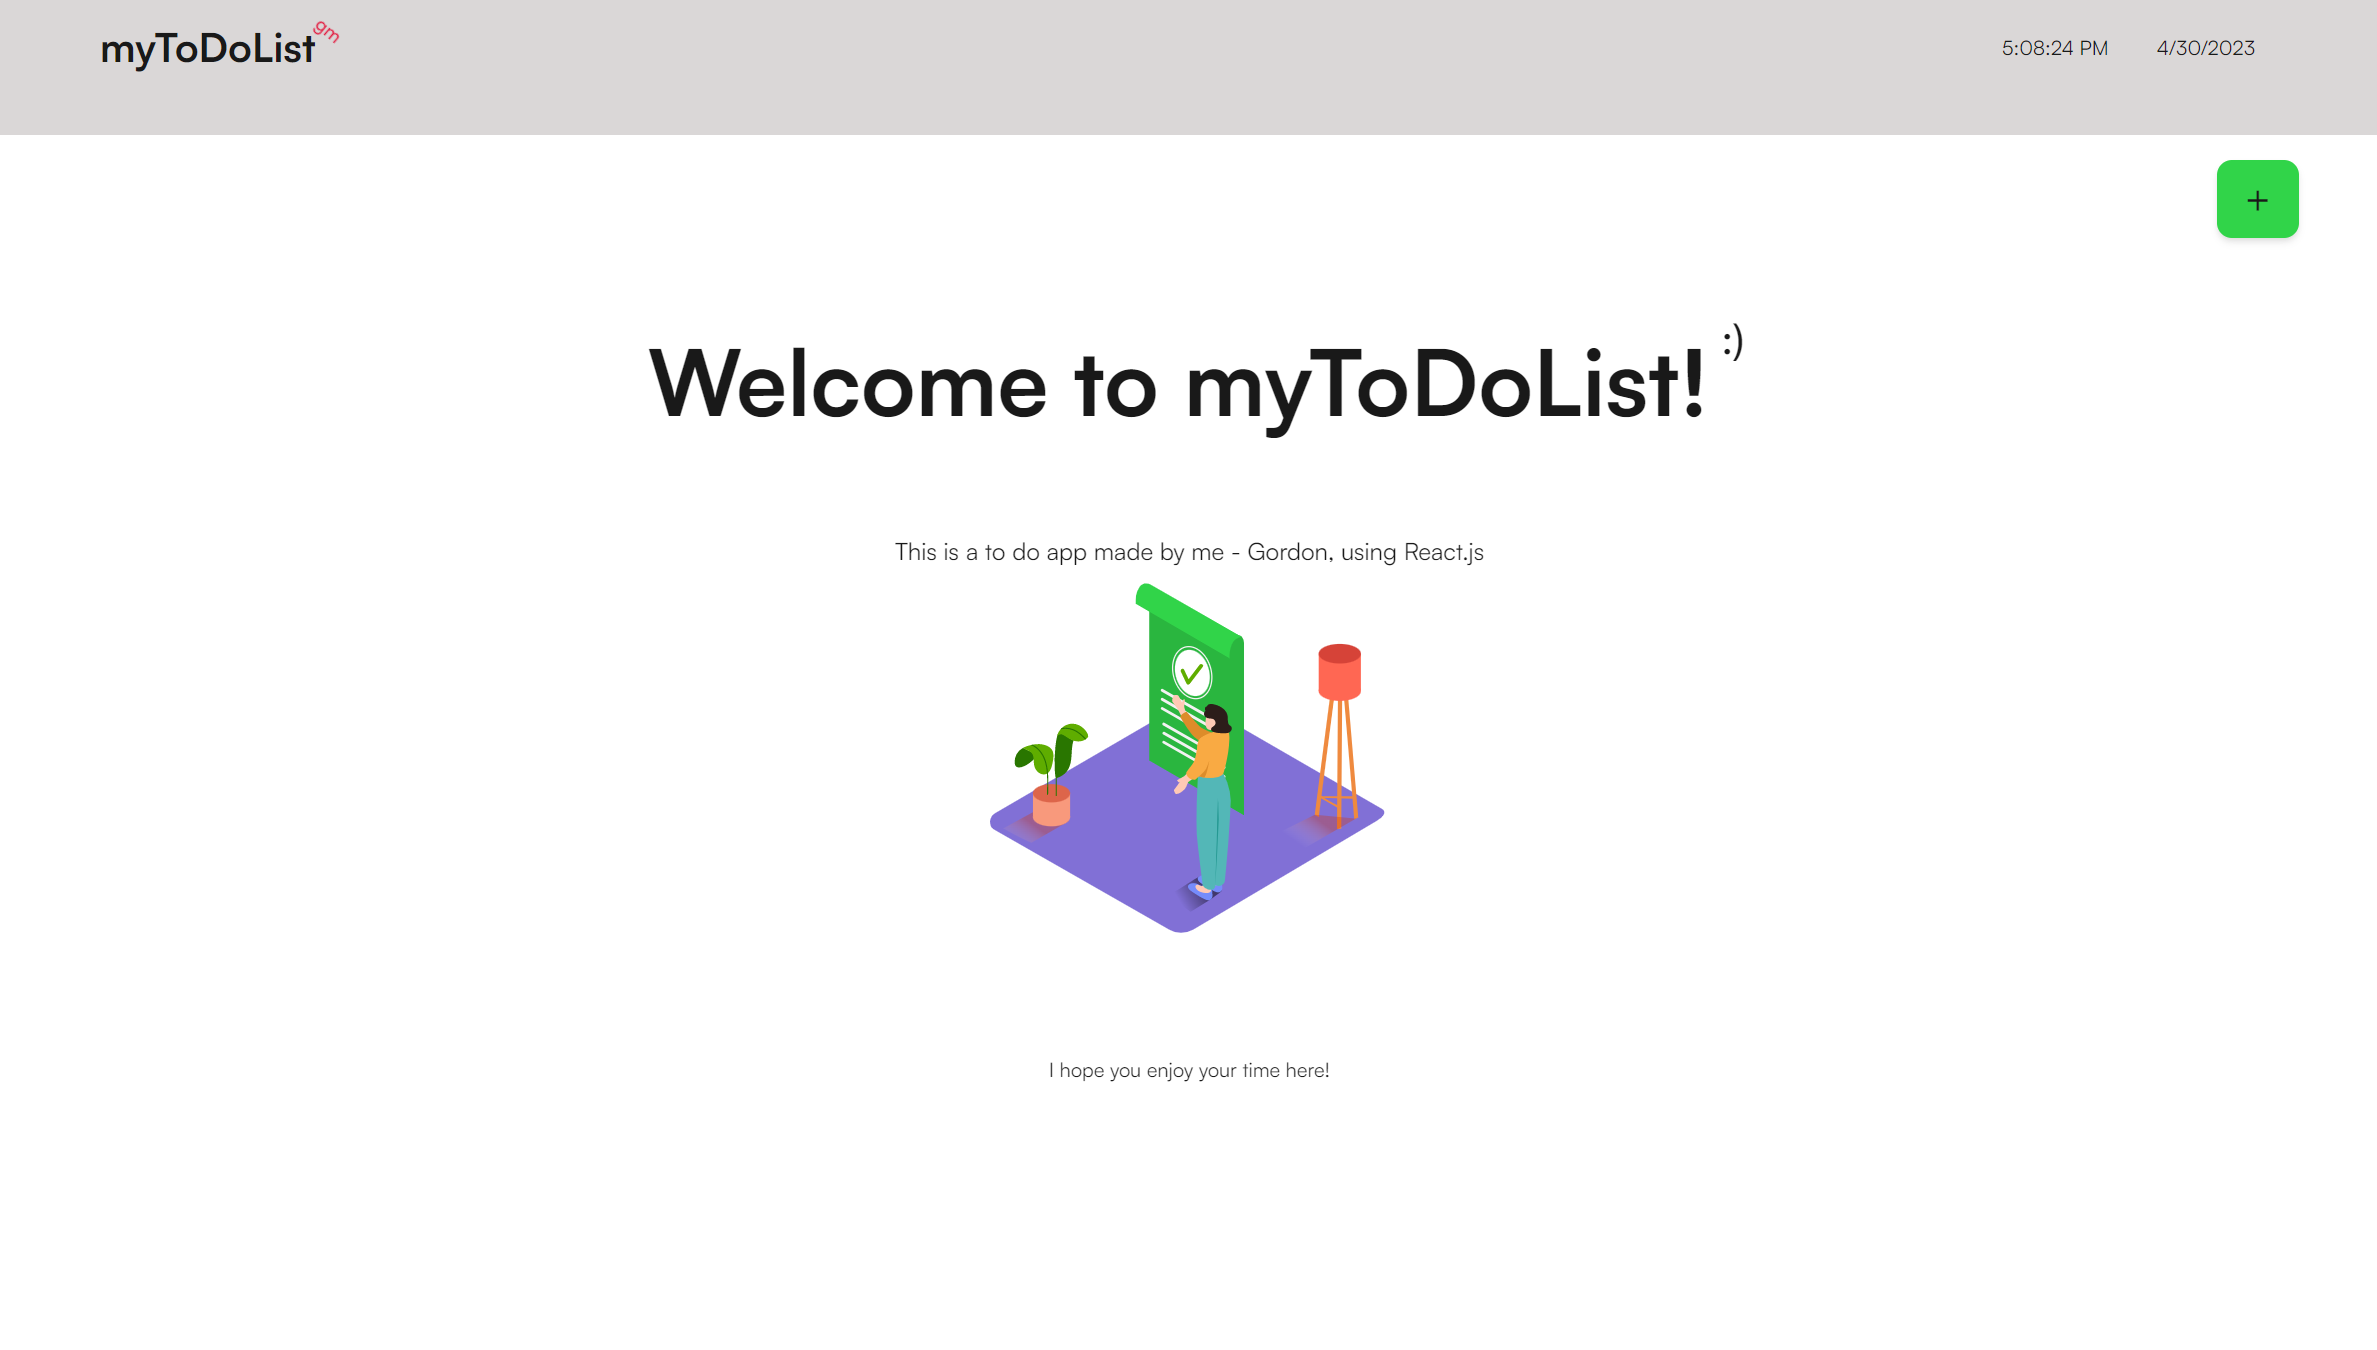 myToDoList gm
5:08:24 PM 4/30/2023
+
Welcome to myToDoList! :)
This is a to do app made by me - Gordon, using React.js
I hope you enjoy your time here!